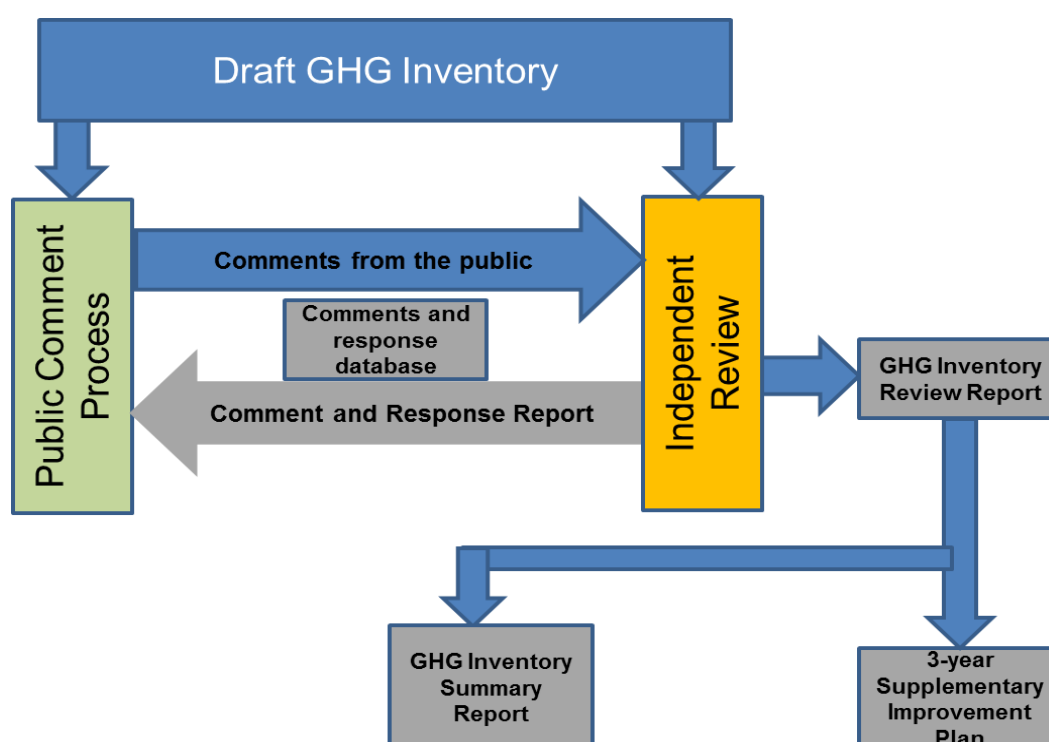 Draft GHG Inventory
Public Comment
Process
Comments from the public
Comments and
response
database
Comment and Response Report
Independent
Review
GHG Inventory
Review Report
GHG Inventory
Summary
Report
3-year
Supplementary
Improvement
Plan